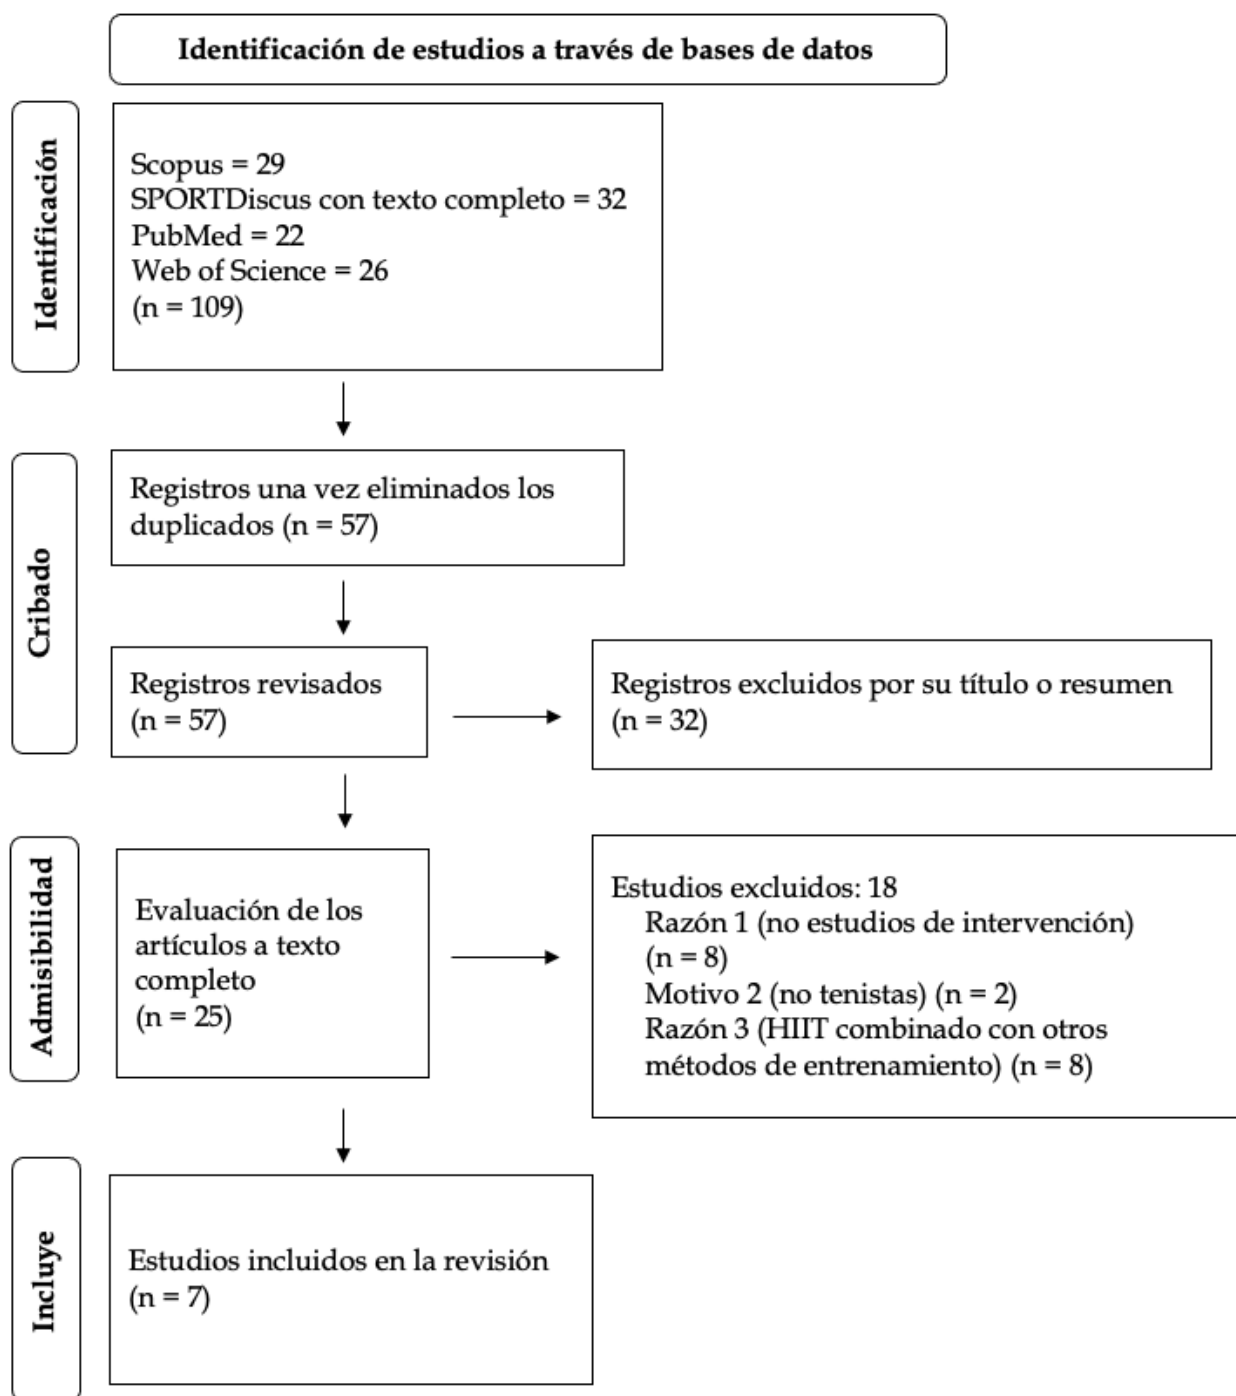 Identificación de estudios a través de bases de datos
Identificación
Scopus = 29
SPORTDiscus con texto completo = 32
PubMed = 22
Web of Science = 26
(n = 109)
Cribado
Registros una vez eliminados los
duplicados (n = 57)
Registros revisados
(n = 57)
Registros excluidos por su título o resumen
(n = 32)
Admisibilidad
Evaluación de los
artículos a texto
completo
(n = 25)
Estudios excluidos: 18
Razón 1 (no estudios de intervención)
(n = 8)
Motivo 2 (no tenistas) (n = 2)
Razón 3 (HIIT combinado con otros
métodos de entrenamiento) (n = 8)
Incluye
Estudios incluidos en la revisión
(n = 7)